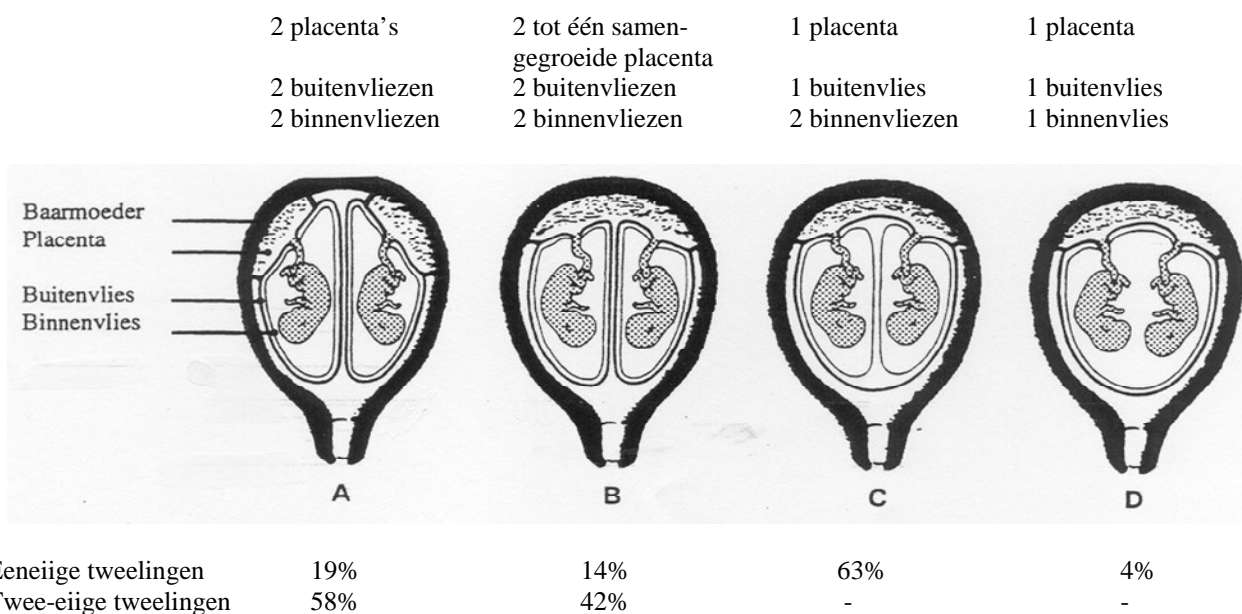 2 placenta's 2 tot één samen- 1 placenta 1 placenta
gegroeide placenta
2 buitenvliezen 2 buitenvliezen 1 buitenvlies 1 buitenvlies
2 binnenvliezen 2 binnenvliezen 2 binnenvliezen 1 binnenvlies
Baarmoeder
Placenta
Buitenvlies
Binnenvlies
A B C D
Eeneiige tweelingen 19% 14% 63% 4%
Twee-eiige tweelingen 58% 42% - -